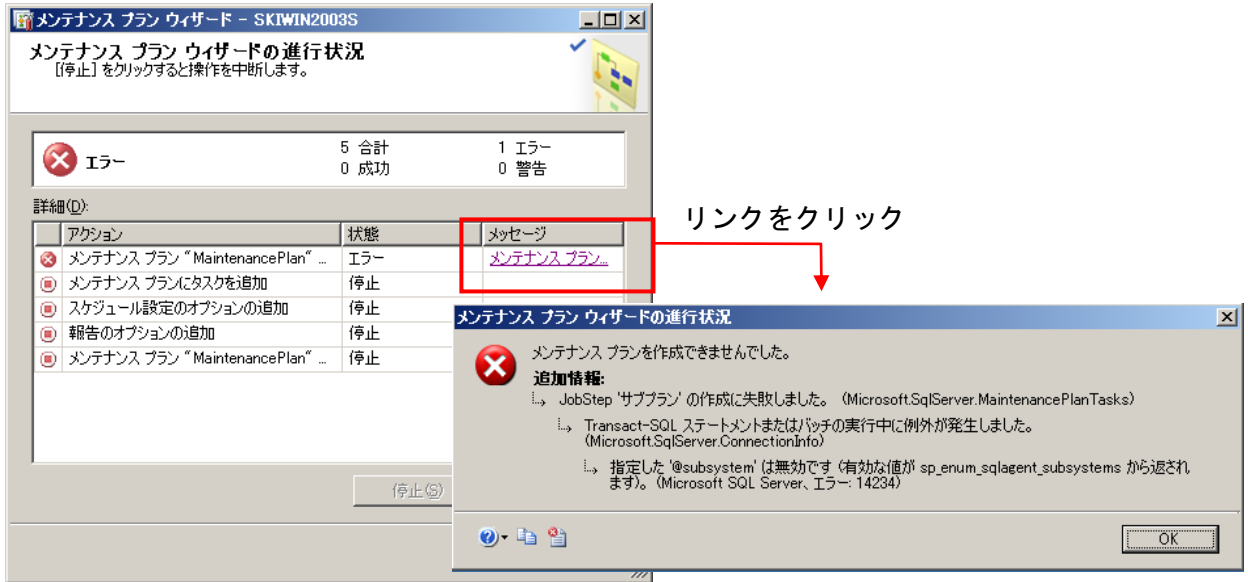 メンテナンス プラン ウィザード - SKIWIN2003S
メンテナンス プラン ウィザードの進行状況
[停止] をクリックすると操作を中断します。
エラー
5 合計
1 エラー
0 成功
0 警告
詳細(D):
アクション 状態 メッセージ
メンテナンス プラン "MaintenancePlan" ... エラー メンテナンス プラン...
メンテナンス プランにタスクを追加 停止
スケジュール設定のオプションの追加 停止
報告のオプションの追加 停止
メンテナンス プラン "MaintenancePlan" ... 停止
停止(S)
リンクをクリック
メンテナンス プラン ウィザードの進行状況
メンテナンス プランを作成できませんでした。
追加情報:
JobStep 'サブプラン' の作成に失敗しました。 (Microsoft.SqlServer.MaintenancePlanTasks)
Transact-SQL ステートメントまたはバッチの実行中に例外が発生しました。
(Microsoft.SqlServer.ConnectionInfo)
指定した '@subsystem' は無効です (有効な値が sp_enum_sqlagent_subsystems から返され
ます)。 (Microsoft SQL Server、エラー: 14234)
OK